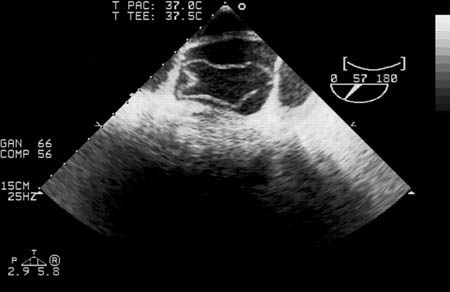 T PAC: 37.0C
T TEE: 37.5C
0 57 180
GAN 66
COMP 56
15CM
25HZ
T
P R
2.9 5.8